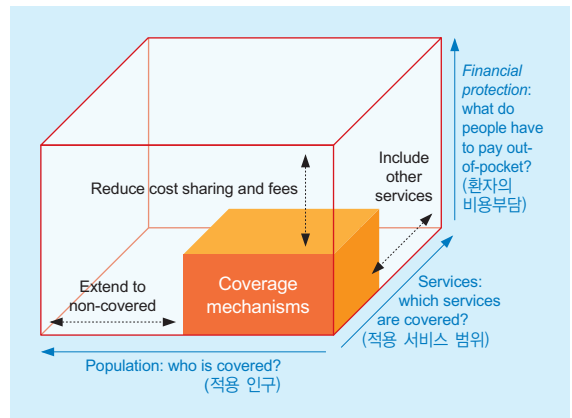 Financial
protection:
what do
people have
to pay out-
of-pocket?
(환자의
비용부담)
Include
other
services
Reduce cost sharing and fees
Extend to
non-covered
Coverage
mechanisms
Services:
which services
are covered?
(적용 서비스 범위)
Population: who is covered?
(적용 인구)